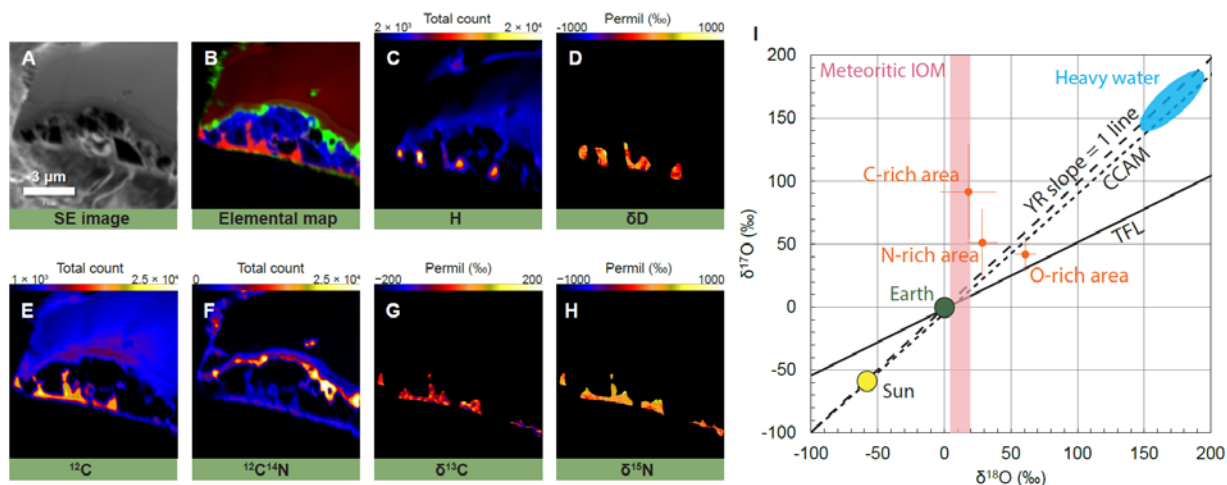 Total count
2 × 10³ 2 × 10⁴
Permil (‰)
-1000 1000
A
B
C
D
3 µm
SE image
Elemental map
H
δD
Total count
1 × 10³ 2.5 × 10⁴
Total count
0 2.5 × 10⁴
Permil (‰)
-200 200
Permil (‰)
-1000 1000
E
F
G
H
¹²C
¹²C¹⁴N
δ¹³C
δ¹⁵N
I
200
150
100
50
0
-50
-100
δ¹⁷O (‰)
Meteoritic IOM
Heavy water
YR slope = 1 line
CCAM
C-rich area
TFL
N-rich area
O-rich area
Earth
Sun
-100 -50 0 50 100 150 200
δ¹⁸O (‰)